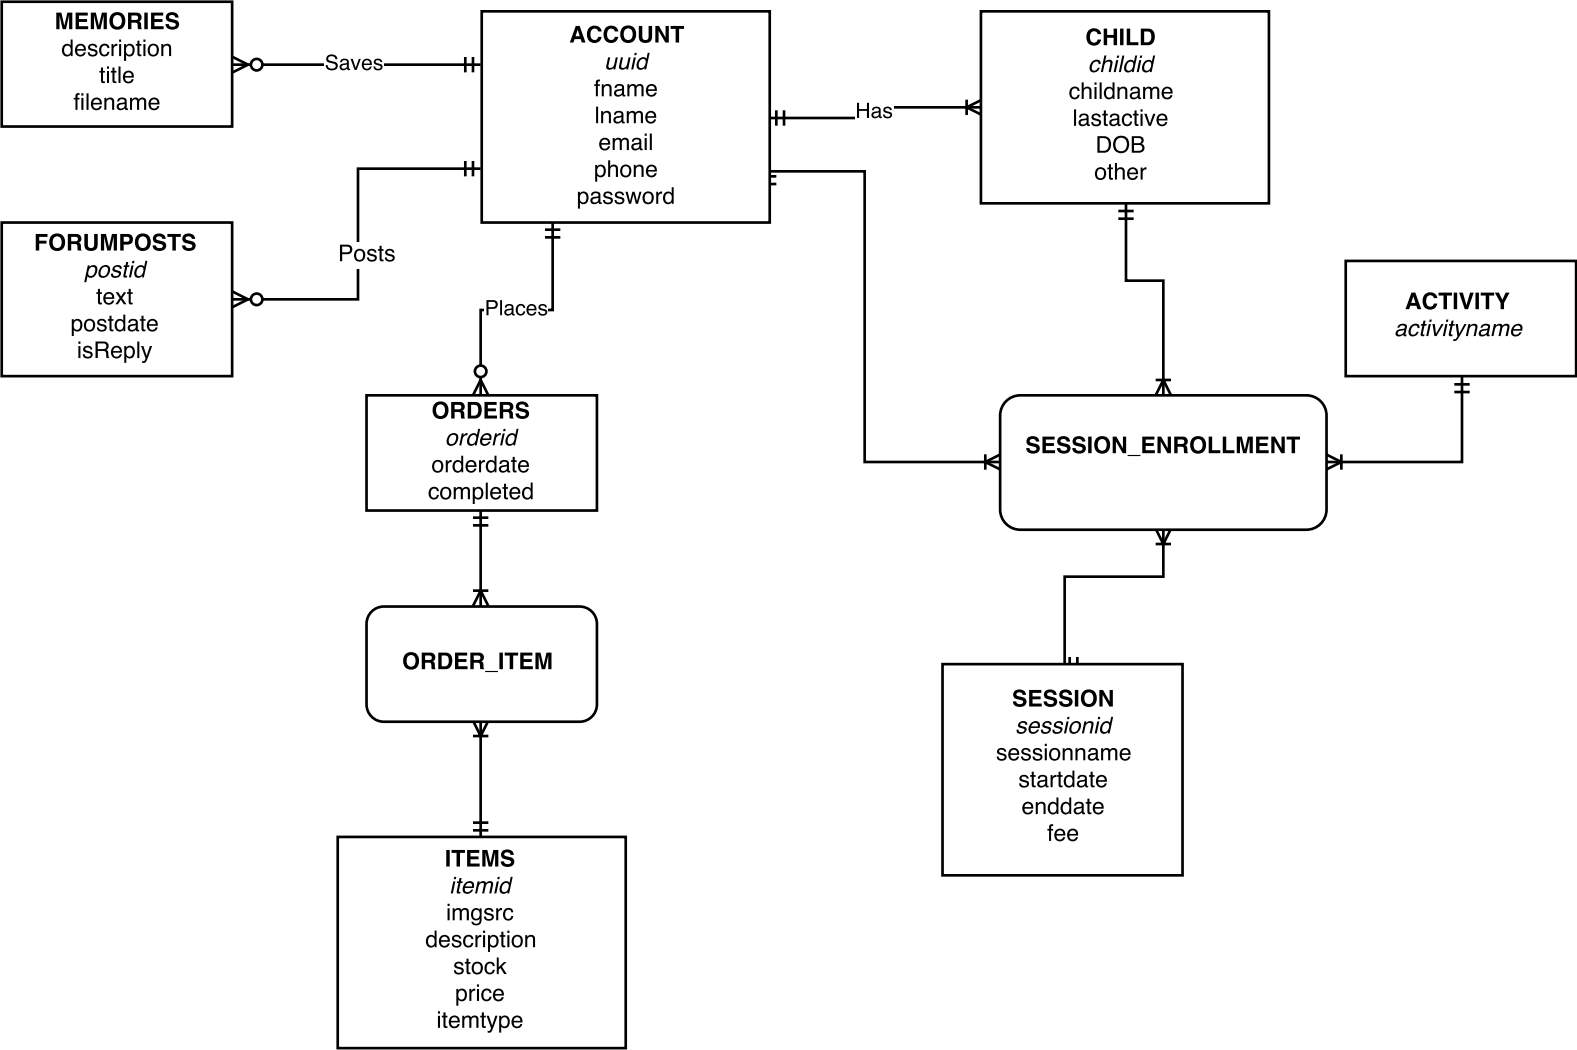 MEMORIES
description
title
filename
Saves
ACCOUNT
uuid
fname
lname
email
phone
password
Has
CHILD
childid
childname
lastactive
DOB
other
FORUMPOSTS
postid
text
postdate
isReply
Posts
Places
ACTIVITY
activityname
ORDERS
orderid
orderdate
completed
SESSION_ENROLLMENT
ORDER_ITEM
SESSION
sessionid
sessionname
startdate
enddate
fee
ITEMS
itemid
imgsrc
description
stock
price
itemtype